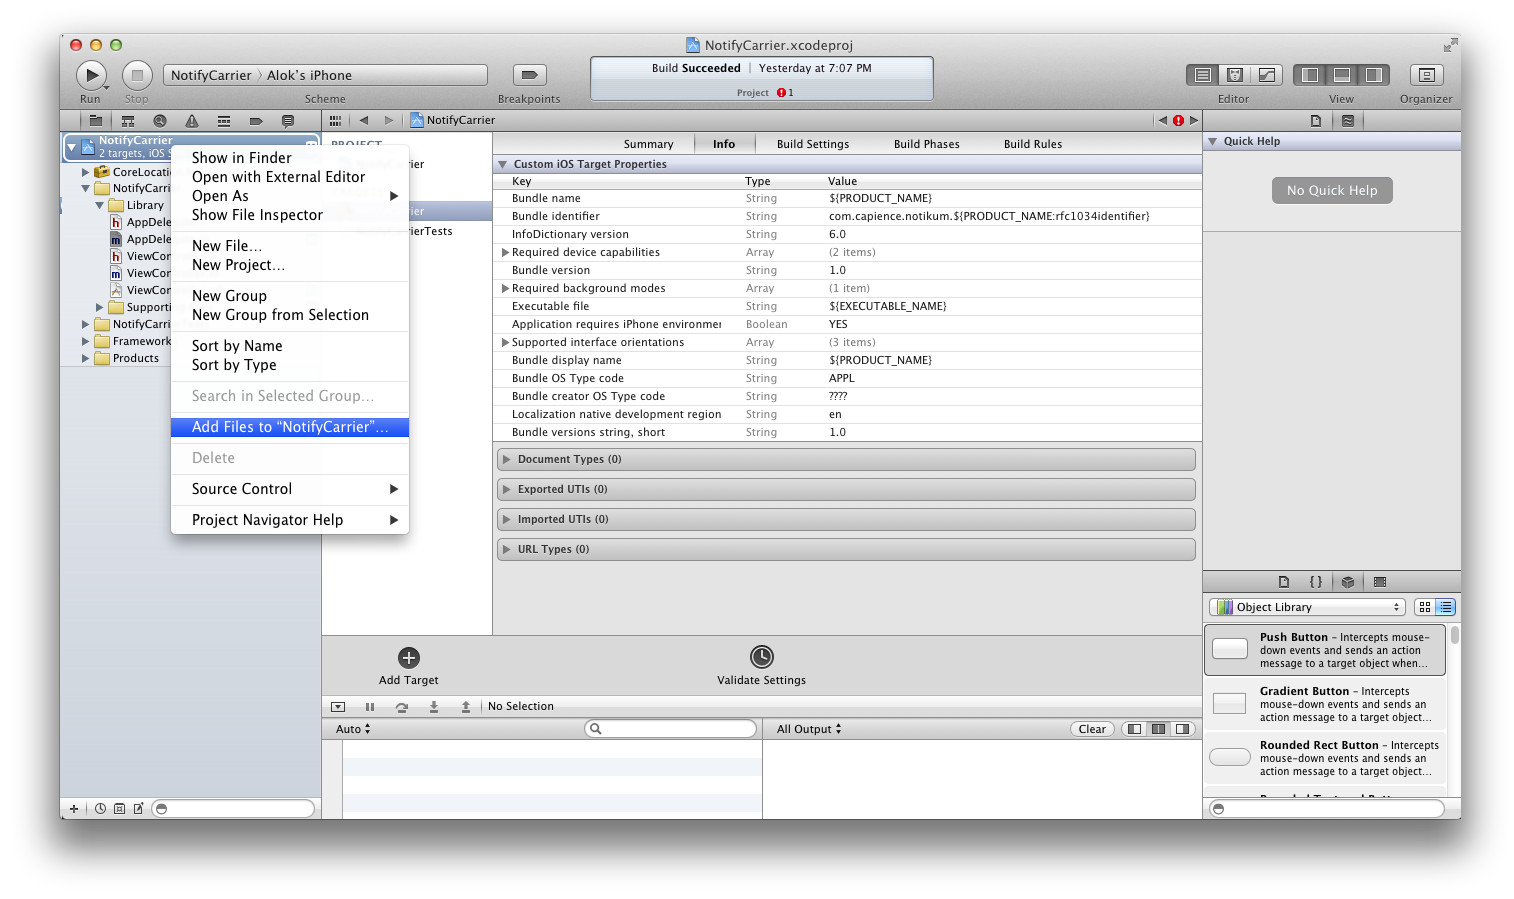 NotifyCarrier.xcodeproj
NotifyCarrier 〉 Alok's iPhone
Build Succeeded | Yesterday at 7:07 PM
Project 1
Run
Stop
Scheme
Breakpoints
Editor
View
Organizer
NotifyCarrier
NotifyCarrier
2 targets, iOS
NotifyCarri
Library
AppDele
AppDele
ViewCon
ViewCon
ViewCon
Supporti
NotifyCarri
Framework
Products
CoreLocati
Show in Finder
Open with External Editor
Open As
Show File Inspector
New File...
New Project...
New Group
New Group from Selection
Sort by Name
Sort by Type
Search in Selected Group...
Add Files to “NotifyCarrier”...
Delete
Source Control
Project Navigator Help
PROJECT
rier
rier
rierTests
Summary
Info
Build Settings
Build Phases
Build Rules
Custom iOS Target Properties
Key Type Value
Bundle name String ${PRODUCT_NAME}
Bundle identifier String com.capience.notikum.${PRODUCT_NAME:rfc1034identifier}
InfoDictionary version String 6.0
Required device capabilities Array (2 items)
Bundle version String 1.0
Required background modes Array (1 item)
Executable file String ${EXECUTABLE_NAME}
Application requires iPhone environmer Boolean YES
Supported interface orientations Array (3 items)
Bundle display name String ${PRODUCT_NAME}
Bundle OS Type code String APPL
Bundle creator OS Type code String ????
Localization native development region String en
Bundle versions string, short String 1.0
Document Types (0)
Exported UTIs (0)
Imported UTIs (0)
URL Types (0)
Add Target
Validate Settings
No Selection
Auto
All Output
Clear
Quick Help
No Quick Help
{ }
Object Library
Push Button – Intercepts mouse-
down events and sends an action
message to a target object when...
Gradient Button – Intercepts
mouse-down events and sends an
action message to a target object...
Rounded Rect Button – Intercepts
mouse-down events and sends an
action message to a target object...